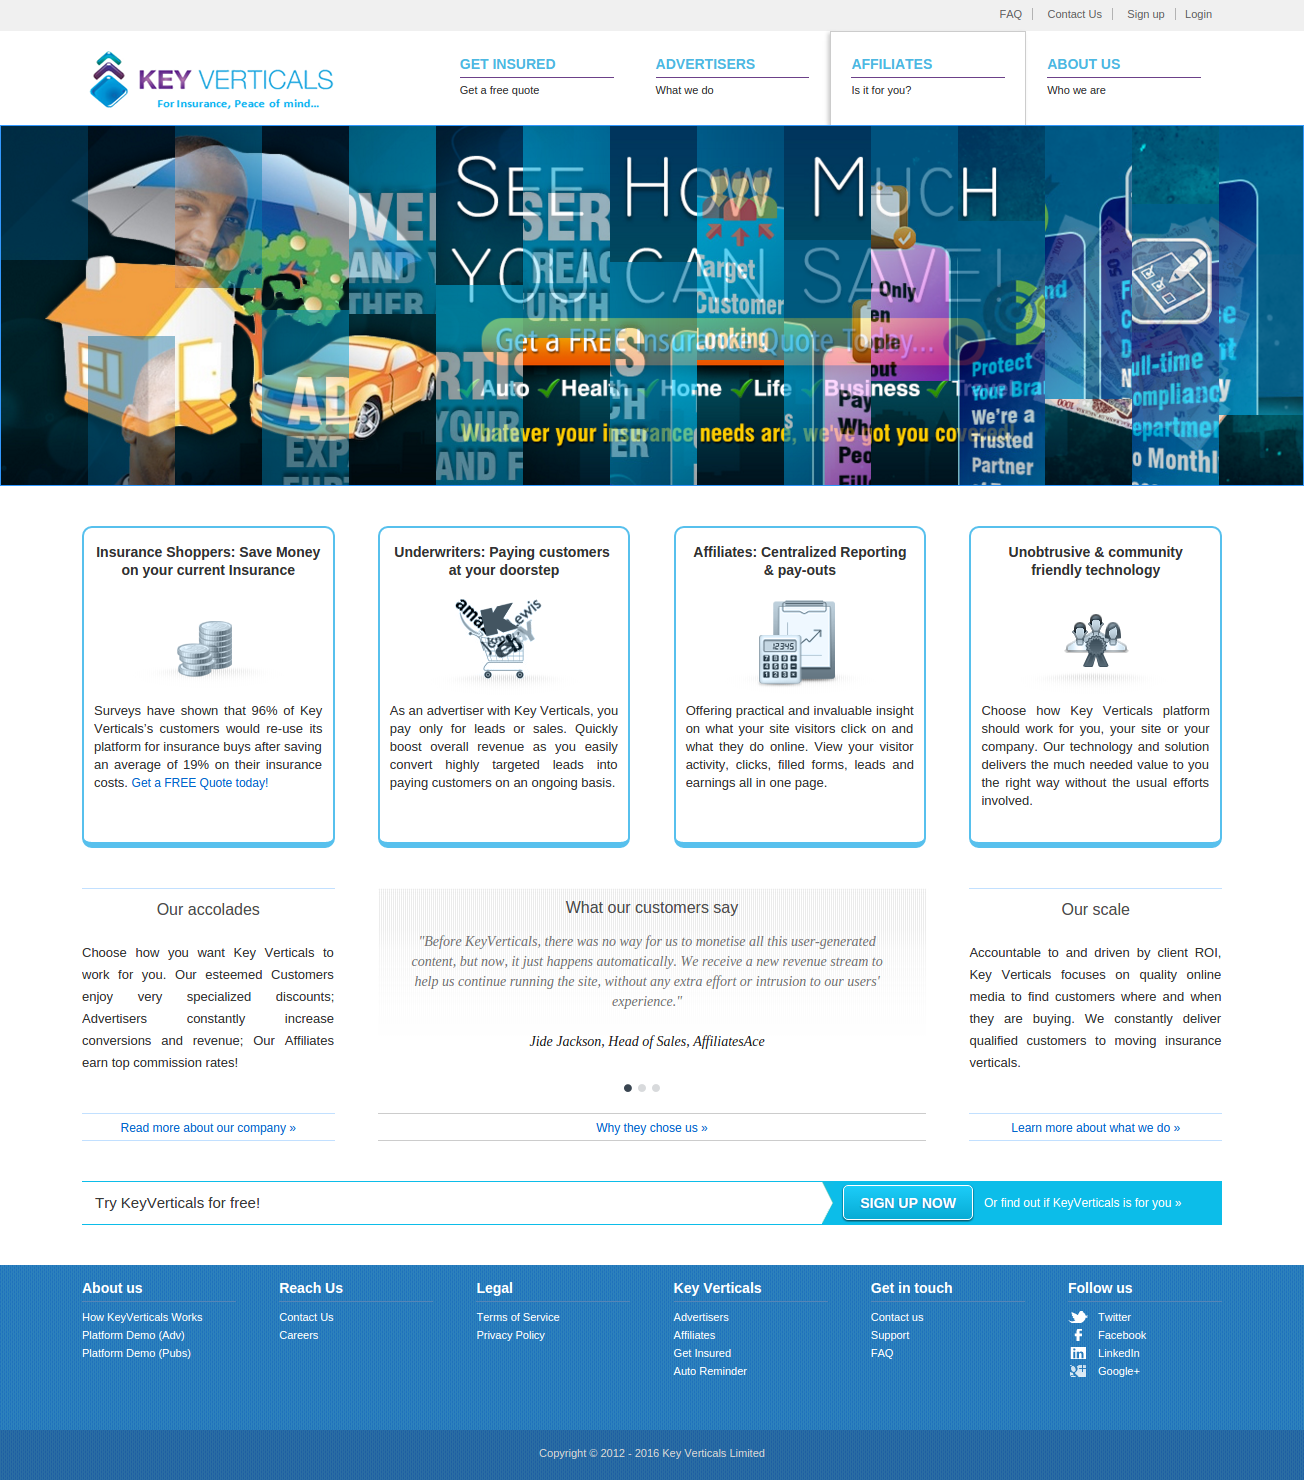 FAQ
Contact Us
Sign up
Login
KEY VERTICALS
For Insurance, Peace of mind...
GET INSURED
Get a free quote
ADVERTISERS
What we do
AFFILIATES
Is it for you?
ABOUT US
Who we are
SEE HOW MUCH
YOU CAN SAVE!
Target
Customer
Looking
Only
Get a FREE Insurance Quote Today...
Auto Health Home Life Business
Whatever your insurance needs are, we've got you covered!
Protect
Your Bra
We're a
Trusted
Partner
Full-time
Compliance
Department
No Monthl
Insurance Shoppers: Save Money
on your current Insurance
Underwriters: Paying customers
at your doorstep
Affiliates: Centralized Reporting
& pay-outs
Unobtrusive & community
friendly technology
12345
Surveys have shown that 96% of Key
Verticals's customers would re-use its
platform for insurance buys after saving
an average of 19% on their insurance
costs. Get a FREE Quote today!
As an advertiser with Key Verticals, you
pay only for leads or sales. Quickly
boost overall revenue as you easily
convert highly targeted leads into
paying customers on an ongoing basis.
Offering practical and invaluable insight
on what your site visitors click on and
what they do online. View your visitor
activity, clicks, filled forms, leads and
earnings all in one page.
Choose how Key Verticals platform
should work for you, your site or your
company. Our technology and solution
delivers the much needed value to you
the right way without the usual efforts
involved.
Our accolades
Choose how you want Key Verticals to
work for you. Our esteemed Customers
enjoy very specialized discounts;
Advertisers constantly increase
conversions and revenue; Our Affiliates
earn top commission rates!
Read more about our company »
What our customers say
"Before KeyVerticals, there was no way for us to monetise all this user-generated
content, but now, it just happens automatically. We receive a new revenue stream to
help us continue running the site, without any extra effort or intrusion to our users'
experience."
Jide Jackson, Head of Sales, AffiliatesAce
Why they chose us »
Our scale
Accountable to and driven by client ROI,
Key Verticals focuses on quality online
media to find customers where and when
they are buying. We constantly deliver
qualified customers to moving insurance
verticals.
Learn more about what we do »
Try KeyVerticals for free!
SIGN UP NOW
Or find out if KeyVerticals is for you »
About us
How KeyVerticals Works
Platform Demo (Adv)
Platform Demo (Pubs)
Reach Us
Contact Us
Careers
Legal
Terms of Service
Privacy Policy
Key Verticals
Advertisers
Affiliates
Get Insured
Auto Reminder
Get in touch
Contact us
Support
FAQ
Follow us
Twitter
Facebook
LinkedIn
Google+
Copyright © 2012 - 2016 Key Verticals Limited